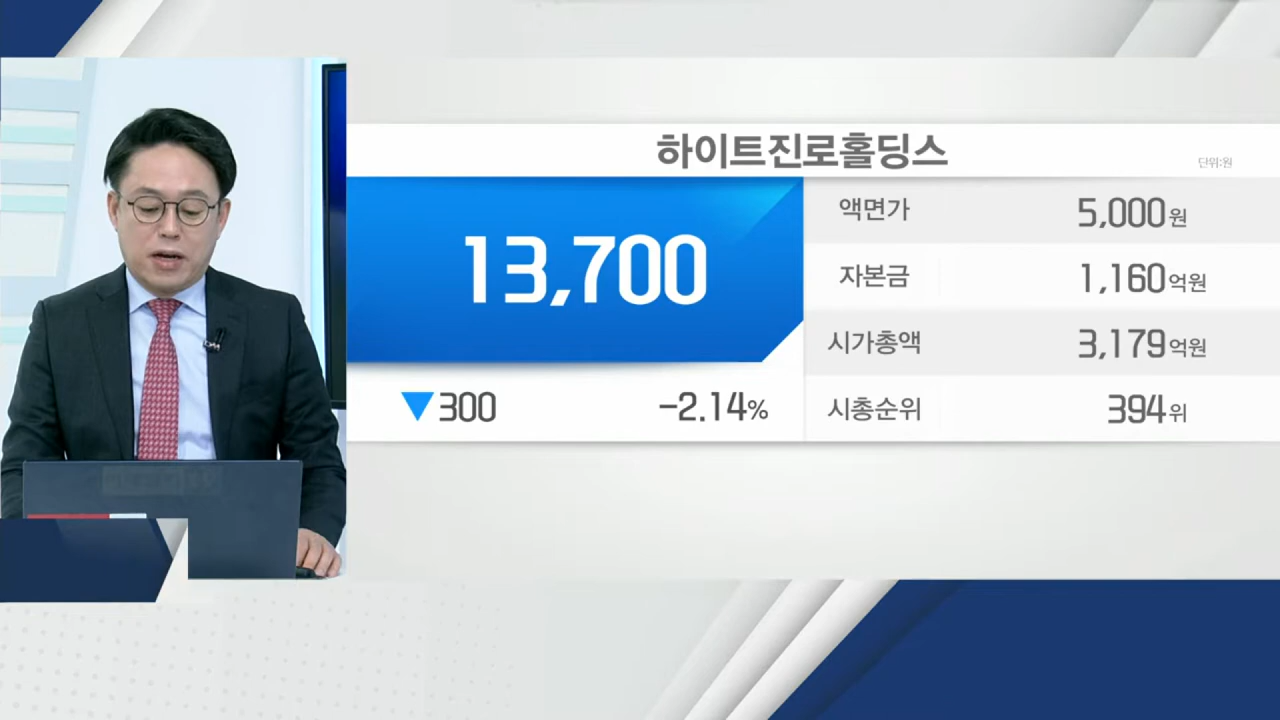 하이트진로홀딩스
단위:원
13,700
▼300 -2.14%
액면가 5,000원
자본금 1,160억원
시가총액 3,179억원
시총순위 394위